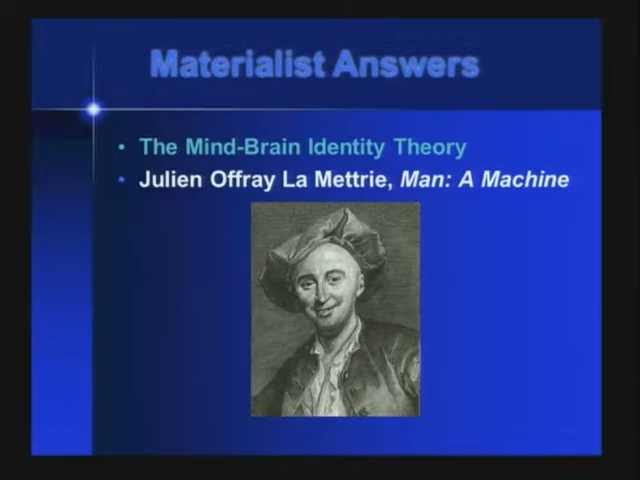 Materialist Answers
• The Mind-Brain Identity Theory
• Julien Offray La Mettrie, Man: A Machine